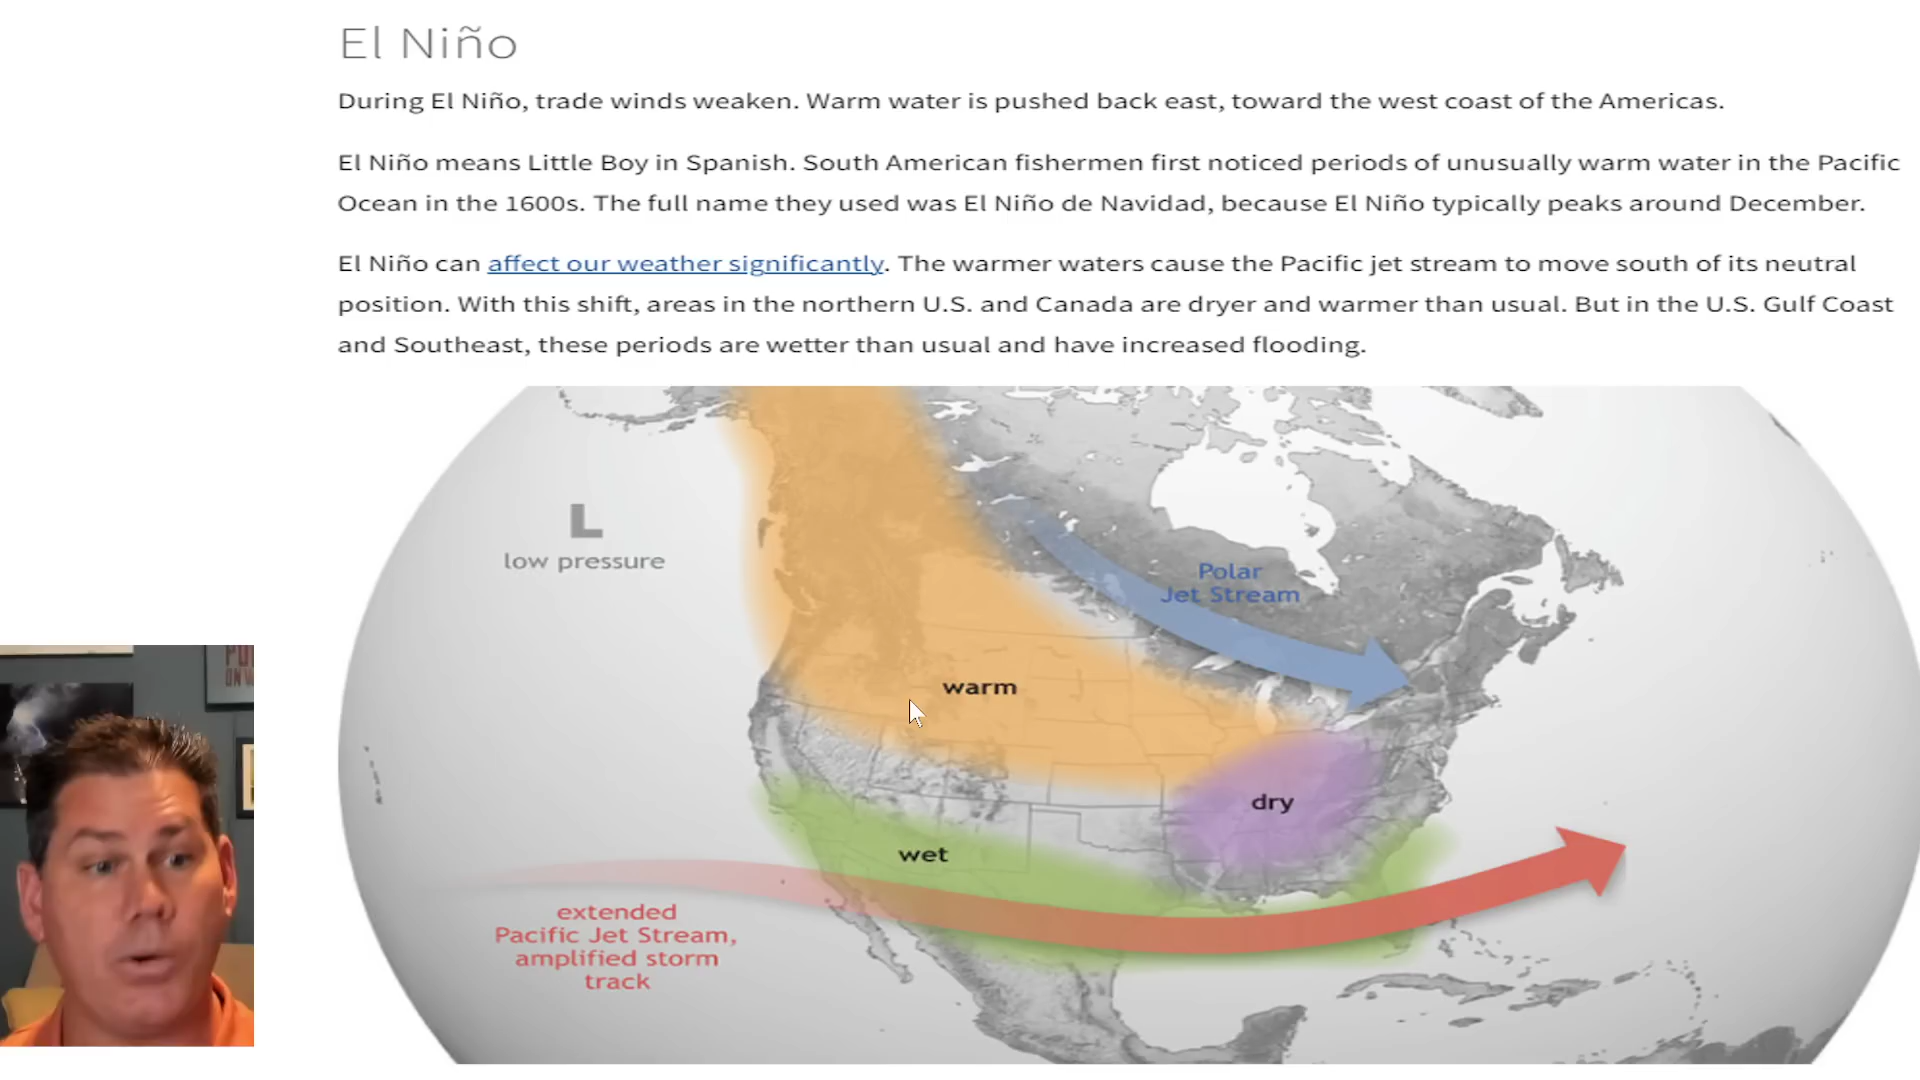 El Niño
During El Niño, trade winds weaken. Warm water is pushed back east, toward the west coast of the Americas.
El Niño means Little Boy in Spanish. South American fishermen first noticed periods of unusually warm water in the Pacific
Ocean in the 1600s. The full name they used was El Niño de Navidad, because El Niño typically peaks around December.
El Niño can affect our weather significantly. The warmer waters cause the Pacific jet stream to move south of its neutral
position. With this shift, areas in the northern U.S. and Canada are dryer and warmer than usual. But in the U.S. Gulf Coast
and Southeast, these periods are wetter than usual and have increased flooding.
L
low pressure
Polar
Jet Stream
warm
dry
wet
extended
Pacific Jet Stream,
amplified storm
track